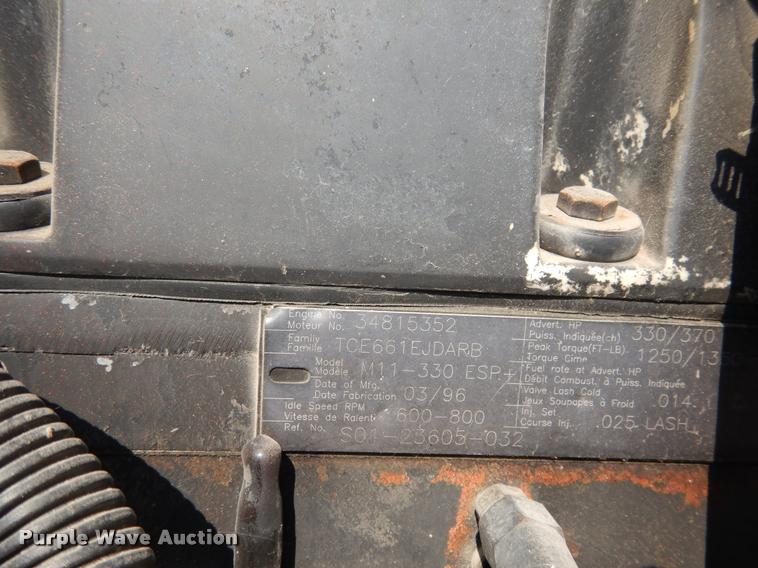 Engine No.
Moteur No. 34815352
Family
Famille TCE661EJDARB
Model
Modèle M11-330 ESP+
Date of Mfg.
Date Fabrication 03/96
Idle Speed RPM
Vitesse de Ralenti 600-800
Ref. No. S01-23605-032
Advert. HP
Puiss. Indiquée(ch) 330/370
Peak Torque(FT-LB) 1250/1350
Torque Cime
Fuel rate at Advert. HP
Débit Combust. à Puiss. Indiquée
Valve Lash Cold
Jeux Soupapes à Froid .014
Inj. Set
Course Inj. .025 LASH
Purple Wave Auction